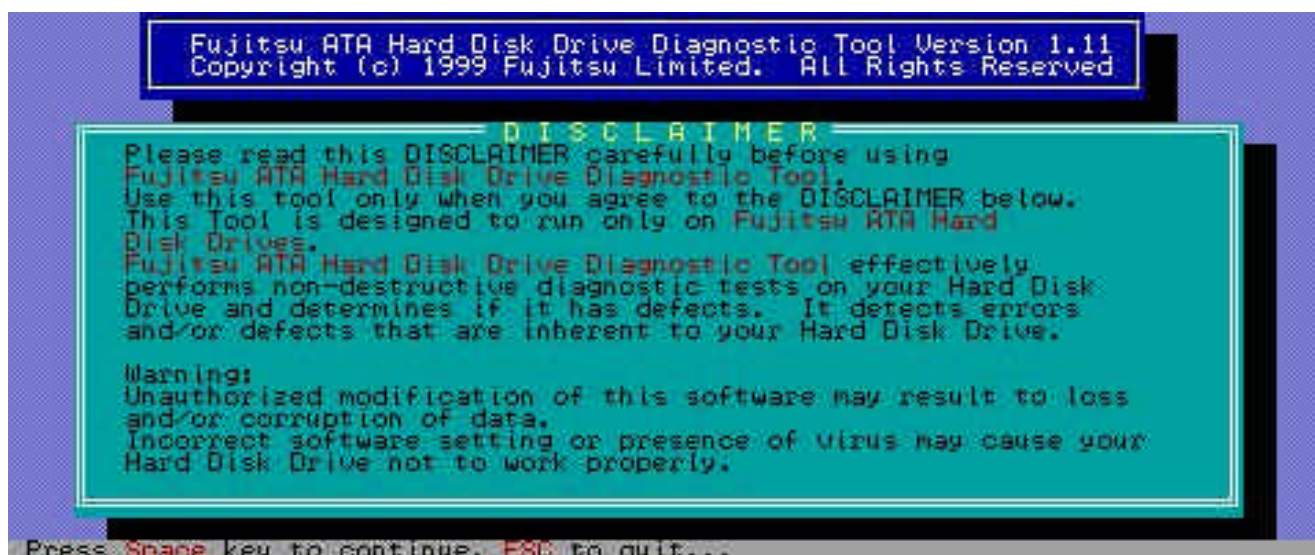 Fujitsu ATA Hard Disk Drive Diagnostic Tool Version 1.11
Copyright (c) 1999 Fujitsu Limited.  All Rights Reserved
DISCLAIMER
Please read this DISCLAIMER carefully before using
Fujitsu ATA Hard Disk Drive Diagnostic Tool.
Use this tool only when you agree to the DISCLAIMER below.
This Tool is designed to run only on Fujitsu ATA Hard
Disk Drives.
Fujitsu ATA Hard Disk Drive Diagnostic Tool effectively
performs non-destructive diagnostic tests on your Hard Disk
Drive and determines if it has defects.  It detects errors
and/or defects that are inherent to your Hard Disk Drive.
Warning:
Unauthorized modification of this software may result to loss
and/or corruption of data.
Incorrect software setting or presence of virus may cause your
Hard Disk Drive not to work properly.
Press Space key to continue, ESC to quit...